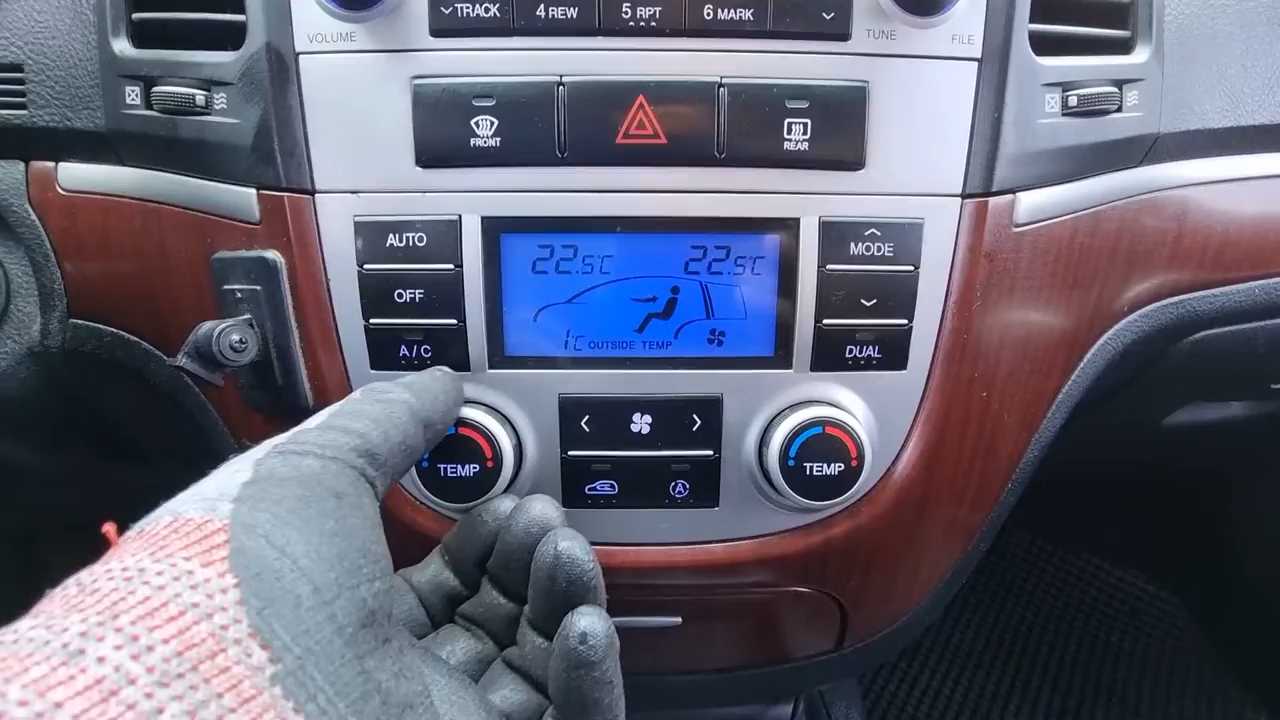 TRACK
4 REW
5 RPT
6 MARK
VOLUME
TUNE
FILE
FRONT
REAR
AUTO
OFF
A/C
22.5°C
22.5°C
1°C OUTSIDE TEMP
MODE
DUAL
TEMP
TEMP
A